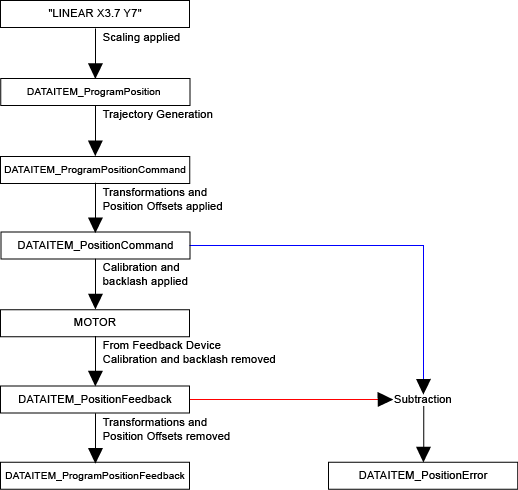 "LINEAR X3.7 Y7"
Scaling applied
DATAITEM_ProgramPosition
Trajectory Generation
DATAITEM_ProgramPositionCommand
Transformations and
Position Offsets applied
DATAITEM_PositionCommand
Calibration and
backlash applied
MOTOR
From Feedback Device
Calibration and backlash removed
DATAITEM_PositionFeedback
Subtraction
Transformations and
Position Offsets removed
DATAITEM_ProgramPositionFeedback
DATAITEM_PositionError